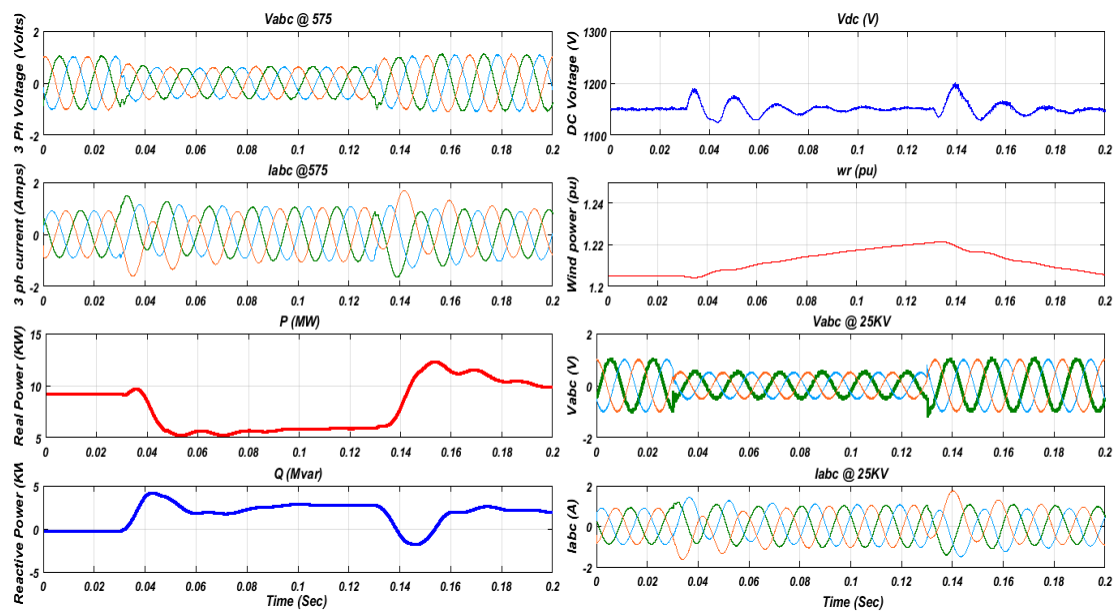 Vabc @ 575
3 Ph Voltage (Volts)
2
0
-2
0 0.02 0.04 0.06 0.08 0.1 0.12 0.14 0.16 0.18 0.2
Iabc @575
3 ph current (Amps)
2
0
-2
0 0.02 0.04 0.06 0.08 0.1 0.12 0.14 0.16 0.18 0.2
P (MW)
Real Power (KW)
15
10
5
0 0.02 0.04 0.06 0.08 0.1 0.12 0.14 0.16 0.18 0.2
Q (Mvar)
Reactive Power (KW
5
0
-5
0 0.02 0.04 0.06 0.08 0.1 0.12 0.14 0.16 0.18 0.2
Time (Sec)
Vdc (V)
DC Voltage (V)
1300
1200
1100
0 0.02 0.04 0.06 0.08 0.1 0.12 0.14 0.16 0.18 0.2
wr (pu)
Wind power (pu)
1.24
1.22
1.2
0 0.02 0.04 0.06 0.08 0.1 0.12 0.14 0.16 0.18 0.2
Vabc @ 25KV
Vabc (V)
2
0
-2
0 0.02 0.04 0.06 0.08 0.1 0.12 0.14 0.16 0.18 0.2
Iabc @ 25KV
Iabc (A)
2
0
-2
0 0.02 0.04 0.06 0.08 0.1 0.12 0.14 0.16 0.18 0.2
Time (Sec)